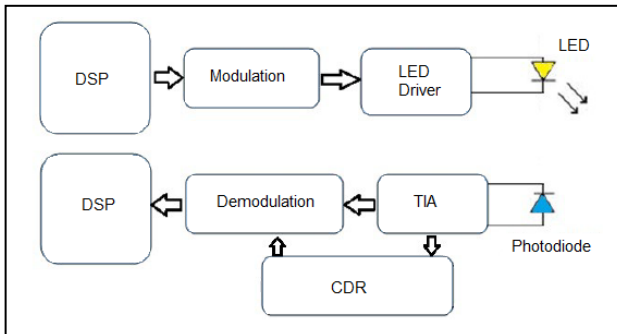 DSP
Modulation
LED
Driver
LED
DSP
Demodulation
TIA
Photodiode
CDR